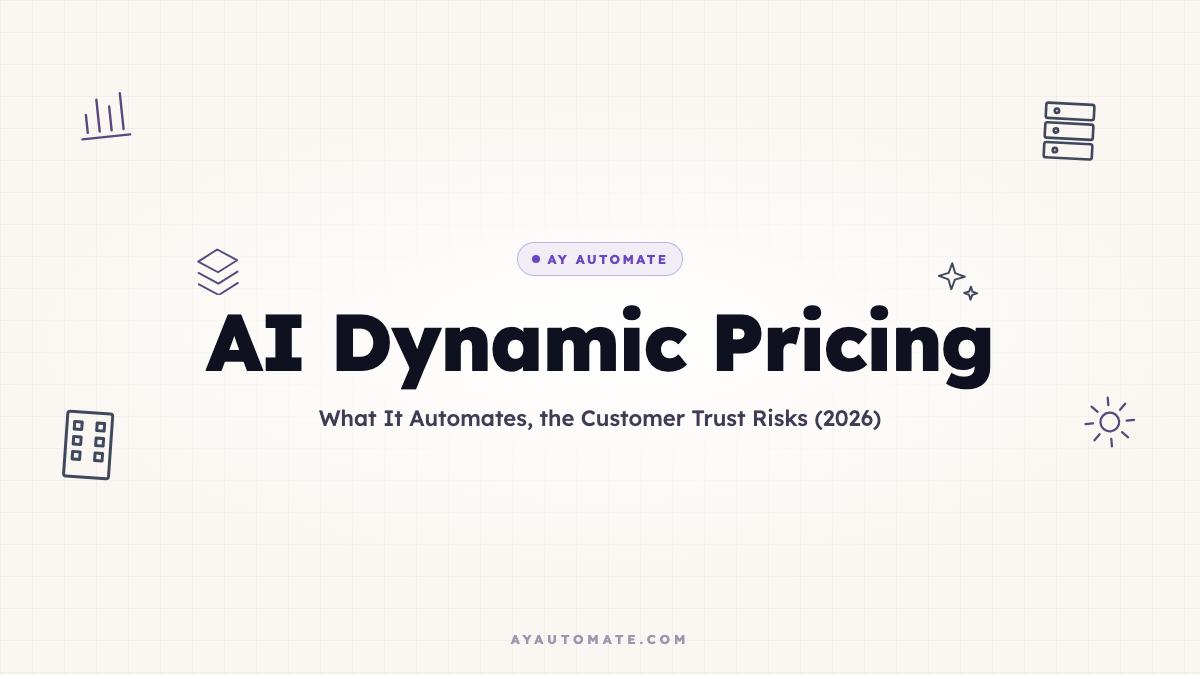 AY AUTOMATE
AI Dynamic Pricing
What It Automates, the Customer Trust Risks (2026)
AYAUTOMATE.COM